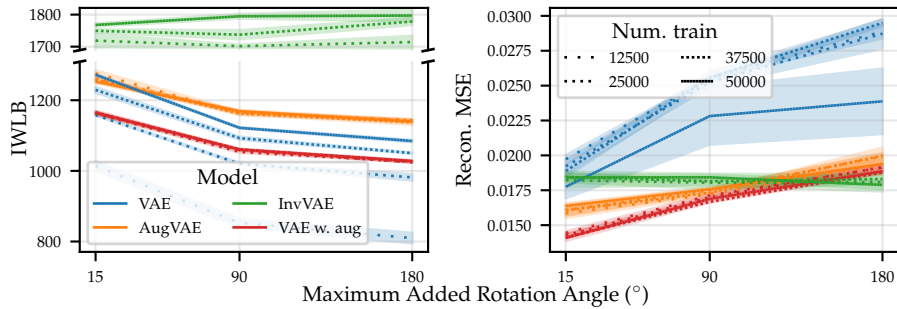 1800
1700
1200
1000
800
IWLB
Model
VAE
InvVAE
AugVAE
VAE w. aug
15
90
180
0.0300
0.0275
0.0250
0.0225
0.0200
0.0175
0.0150
Recon. MSE
Num. train
12500
37500
25000
50000
15
90
180
Maximum Added Rotation Angle (°)